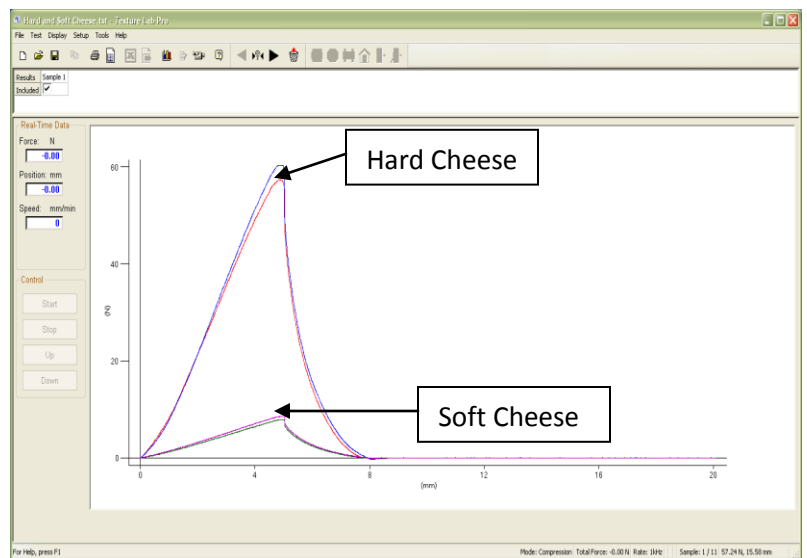 Hard and Soft Cheese.tst - Texture Lab Pro
File Test Display Setup Tools Help
Results Sample 1
Included
Real-Time Data
Force: N
-0.00
Position: mm
-0.00
Speed: mm/min
0
Control
Start
Stop
Up
Down
Hard Cheese
Soft Cheese
60
40
20
0
(N)
0 4 8 12 16 20
(mm)
For Help, press F1
Mode: Compression Total Force: -0.00 N Rate: 1kHz Sample: 1 / 11 57.24 N, 15.58 mm